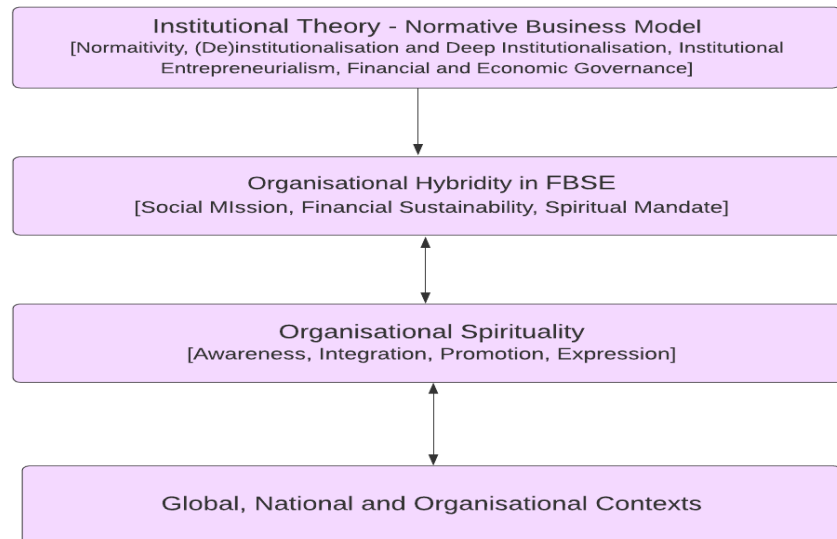 Institutional Theory - Normative Business Model
[Normaitivity, (De)institutionalisation and Deep Institutionalisation, Institutional
Entrepreneurialism, Financial and Economic Governance]
Organisational Hybridity in FBSE
[Social MIssion, Financial Sustainability, Spiritual Mandate]
Organisational Spirituality
[Awareness, Integration, Promotion, Expression]
Global, National and Organisational Contexts